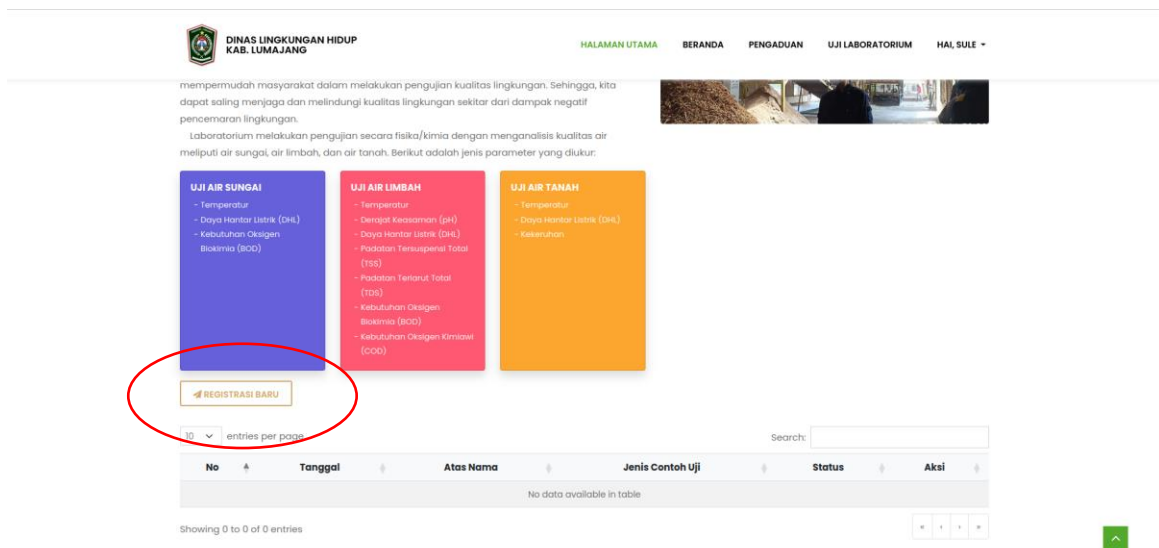 DINAS LINGKUNGAN HIDUP
KAB. LUMAJANG
HALAMAN UTAMA BERANDA PENGADUAN UJI LABORATORIUM HAI, SULE
mempermudah masyarakat dalam melakukan pengujian kualitas lingkungan. Sehingga, kita
dapat saling menjaga dan melindungi kualitas lingkungan sekitar dari dampak negatif
pencemaran lingkungan.
Laboratorium melakukan pengujian secara fisika/kimia dengan menganalisis kualitas air
meliputi air sungai, air limbah, dan air tanah. Berikut adalah jenis parameter yang diukur:
UJI AIR SUNGAI
- Temperatur
- Daya Hantar Listrik (DHL)
- Kebutuhan Oksigen
Biokimia (BOD)
UJI AIR LIMBAH
- Temperatur
- Derajat Keasaman (pH)
- Daya Hantar Listrik (DHL)
- Padatan Tersuspensi Total
(TSS)
- Padatan Terlarut Total
(TDS)
- Kebutuhan Oksigen
Biokimia (BOD)
- Kebutuhan Oksigen Kimiawi
(COD)
UJI AIR TANAH
- Temperatur
- Daya Hantar Listrik (DHL)
- Kekeruhan
REGISTRASI BARU
10 entries per page
Search:
No Tanggal Atas Nama Jenis Contoh Uji Status Aksi
No data available in table
Showing 0 to 0 of 0 entries
« ‹ › »